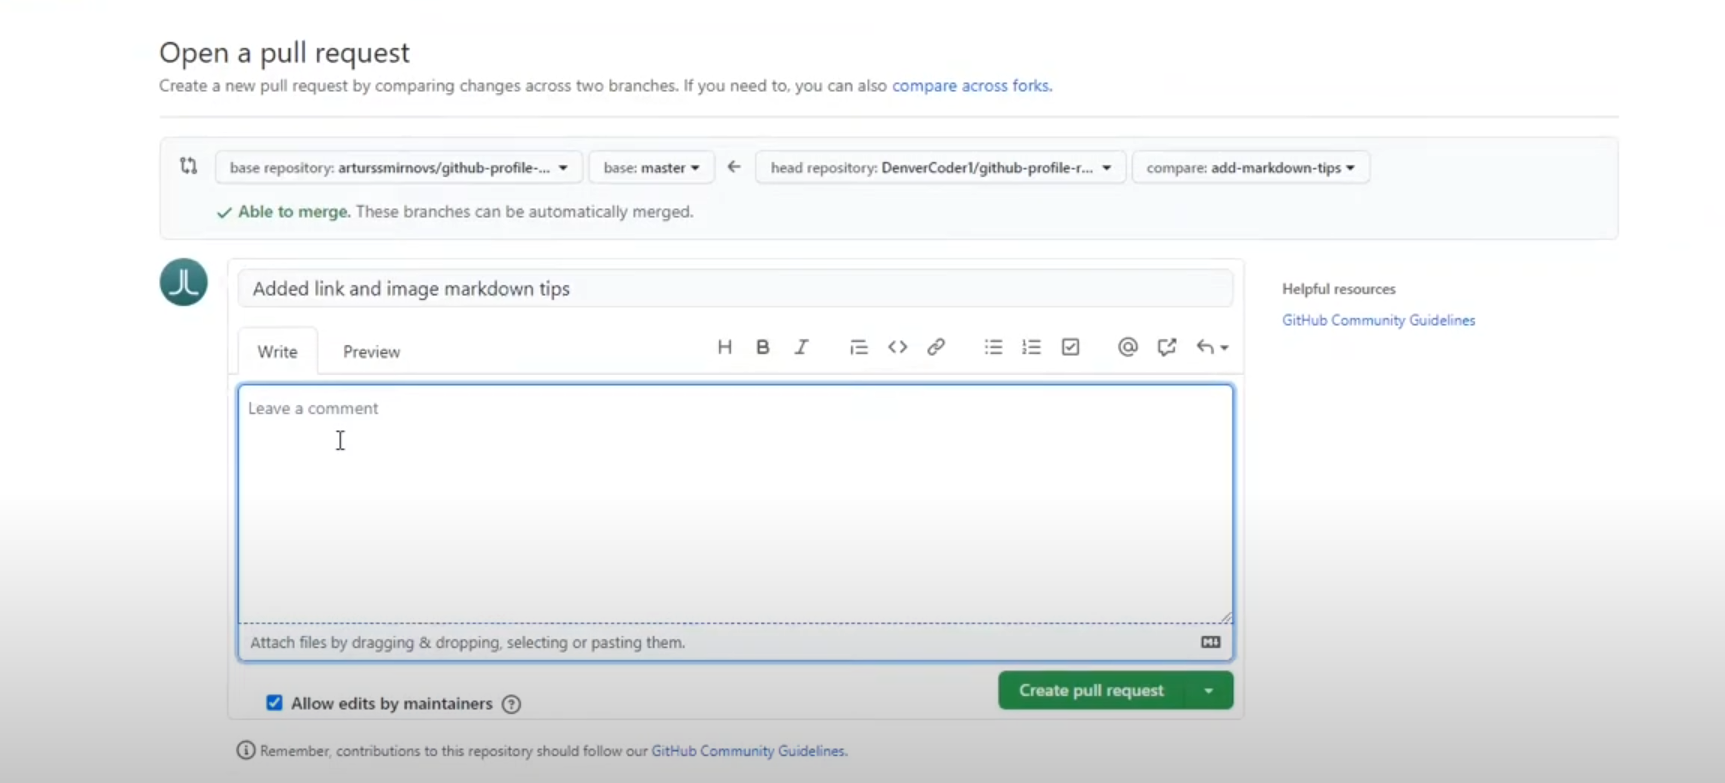 Open a pull request
Create a new pull request by comparing changes across two branches. If you need to, you can also compare across forks.
base repository: arturssmirnovs/github-profile-... base: master ← head repository: DenverCoder1/github-profile-r... compare: add-markdown-tips
Able to merge. These branches can be automatically merged.
JL
Added link and image markdown tips
Helpful resources
GitHub Community Guidelines
Write Preview H B I
Leave a comment
Attach files by dragging & dropping, selecting or pasting them.
Create pull request
Allow edits by maintainers
Remember, contributions to this repository should follow our GitHub Community Guidelines.